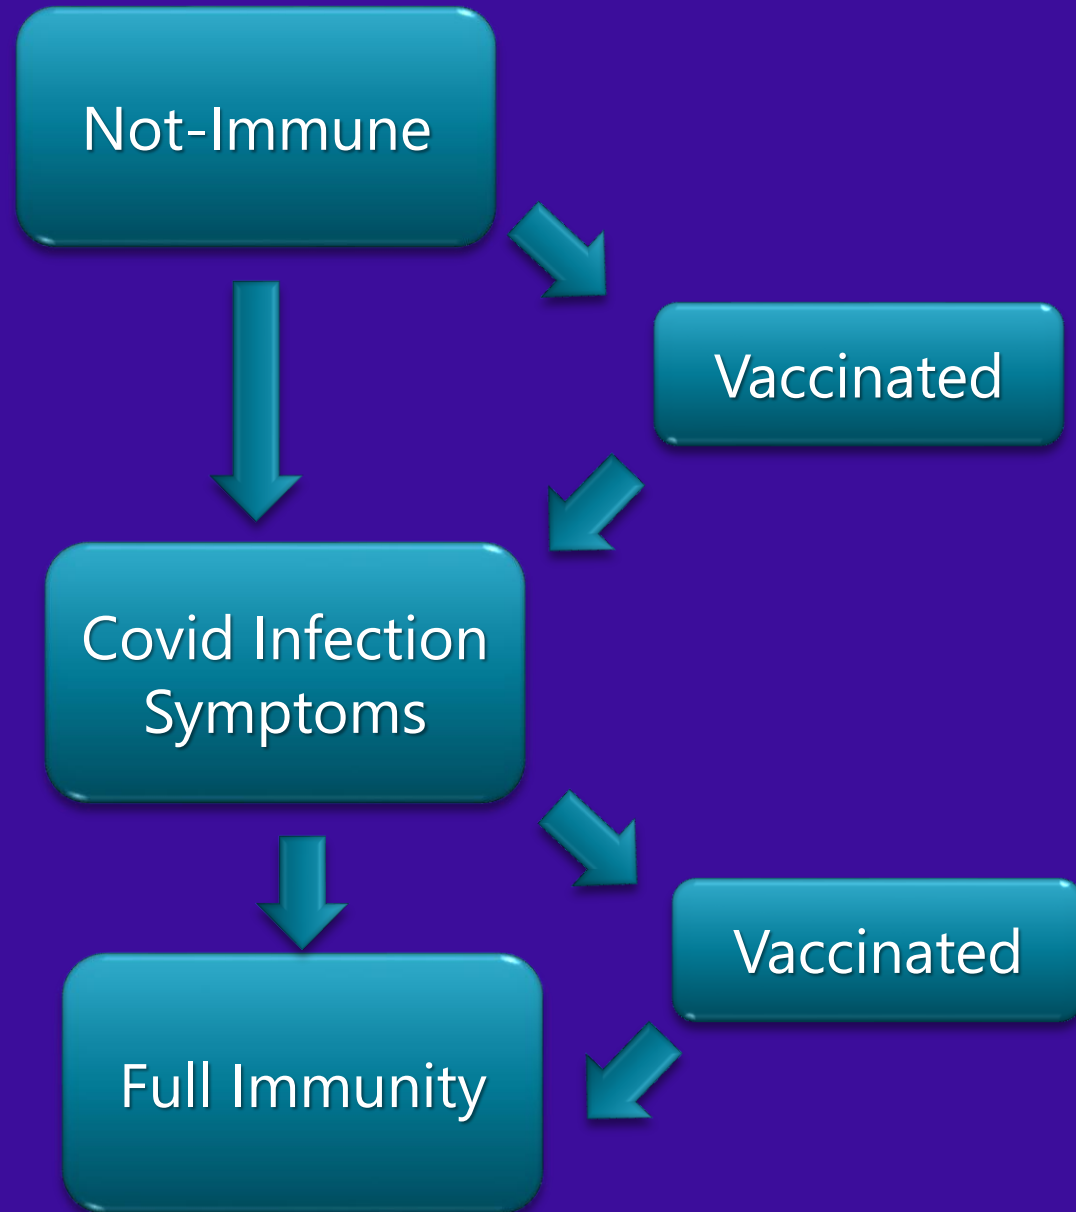 Not-Immune
Vaccinated
Covid Infection
Symptoms
Vaccinated
Full Immunity